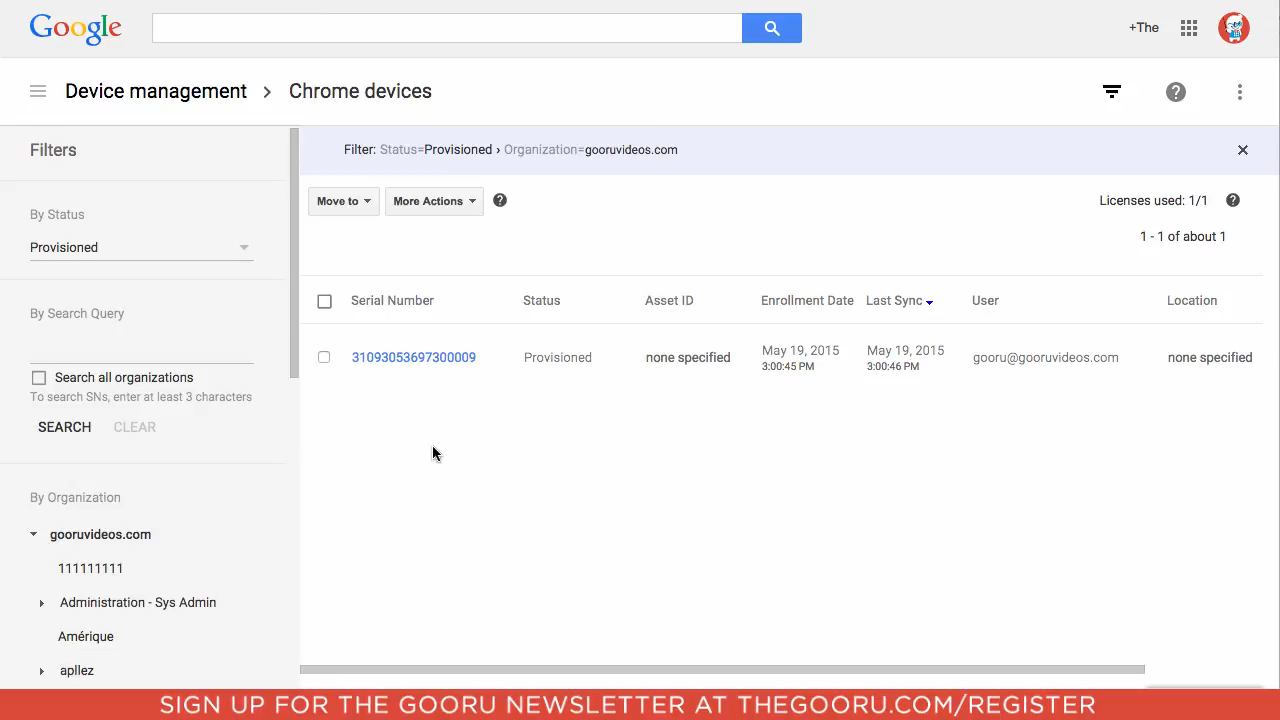 Google
+The
Device management > Chrome devices
Filters
Filter: Status=Provisioned › Organization=gooruvideos.com
By Status
Provisioned
Move to
More Actions
Licenses used: 1/1
1 - 1 of about 1
By Search Query
Search all organizations
To search SNs, enter at least 3 characters
SEARCH CLEAR
Serial Number Status Asset ID Enrollment Date Last Sync User Location
31093053697300009 Provisioned none specified May 19, 2015 3:00:45 PM May 19, 2015 3:00:46 PM gooru@gooruvideos.com none specified
By Organization
gooruvideos.com
111111111
Administration - Sys Admin
Amérique
apllez
SIGN UP FOR THE GOORU NEWSLETTER AT THEGOORU.COM/REGISTER